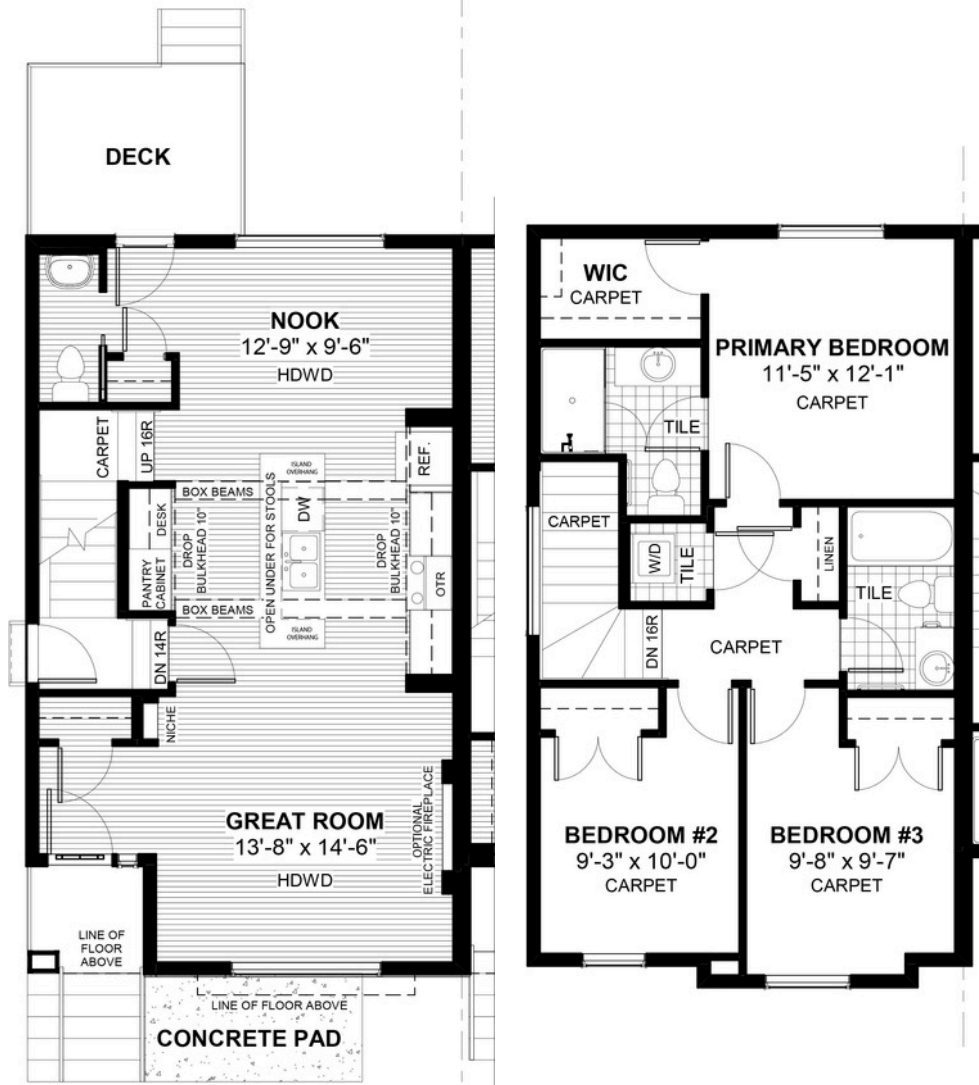 DECK
NOOK
12'-9" x 9'-6"
HDWD
CARPET
UP 16R
REF.
ISLAND
OVERHANG
BOX BEAMS
DESK
PANTRY
CABINET
DROP
BULKHEAD 10"
OPEN UNDER FOR STOOLS
DW
DROP
BULKHEAD 10"
OTR
BOX BEAMS
ISLAND
OVERHANG
DN 14R
NICHE
GREAT ROOM
13'-8" x 14'-6"
HDWD
OPTIONAL
ELECTRIC FIREPLACE
LINE OF
FLOOR
ABOVE
LINE OF FLOOR ABOVE
CONCRETE PAD
WIC
CARPET
PRIMARY BEDROOM
11'-5" x 12'-1"
CARPET
TILE
CARPET
W/D
TILE
LINEN
TILE
DN 16R
CARPET
BEDROOM #2
9'-3" x 10'-0"
CARPET
BEDROOM #3
9'-8" x 9'-7"
CARPET